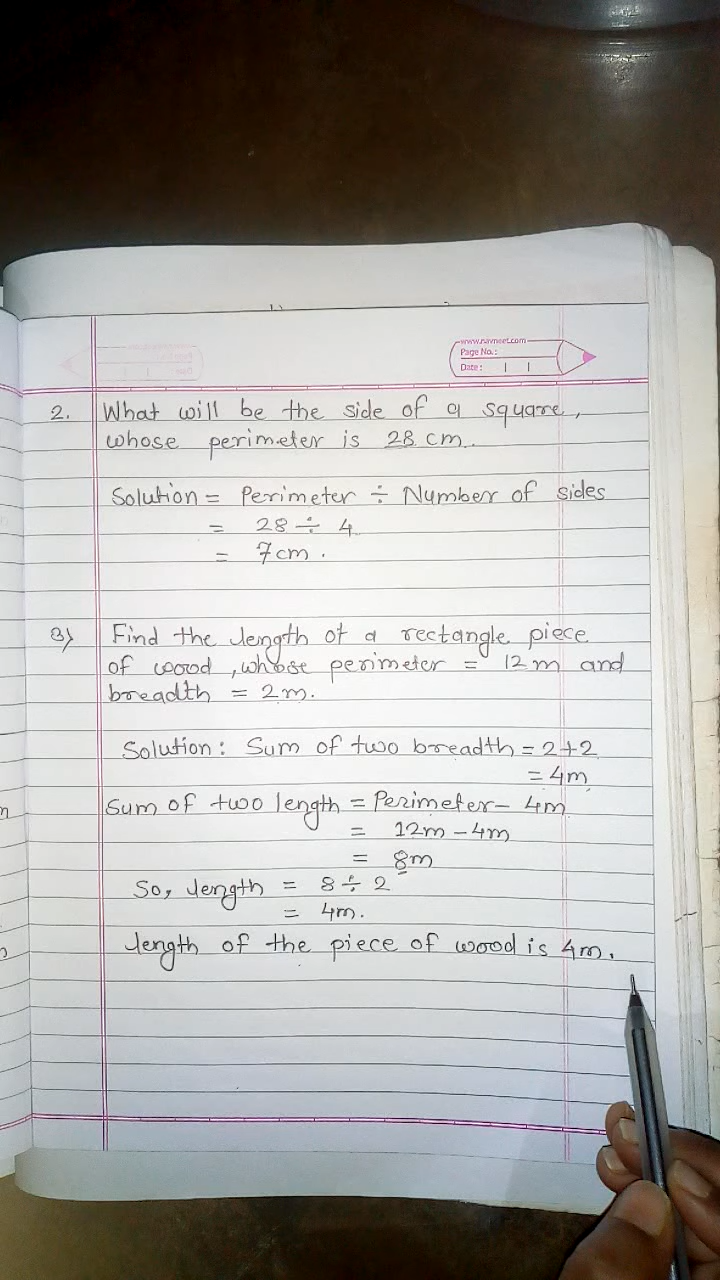 www.navneet.com
Page No.:
Date:
2. What will be the side of a square,
whose perimeter is 28 cm.
Solution = Perimeter ÷ Number of sides
= 28 ÷ 4
= 7cm.
3) Find the length of a rectangle piece
of wood, whose perimeter = 12m and
breadth = 2m.
Solution: Sum of two breadth = 2+2
= 4m
Sum of two length = Perimeter - 4m
= 12m - 4m
= 8m
So, length = 8 ÷ 2
= 4m.
length of the piece of wood is 4m.